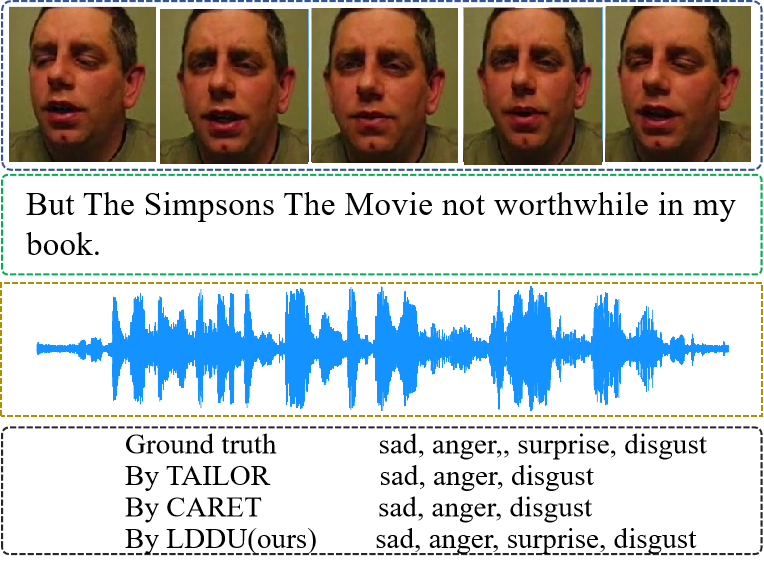 But The Simpsons The Movie not worthwhile in my
book.
Ground truth sad, anger,, surprise, disgust
By TAILOR sad, anger, disgust
By CARET sad, anger, disgust
By LDDU(ours) sad, anger, surprise, disgust